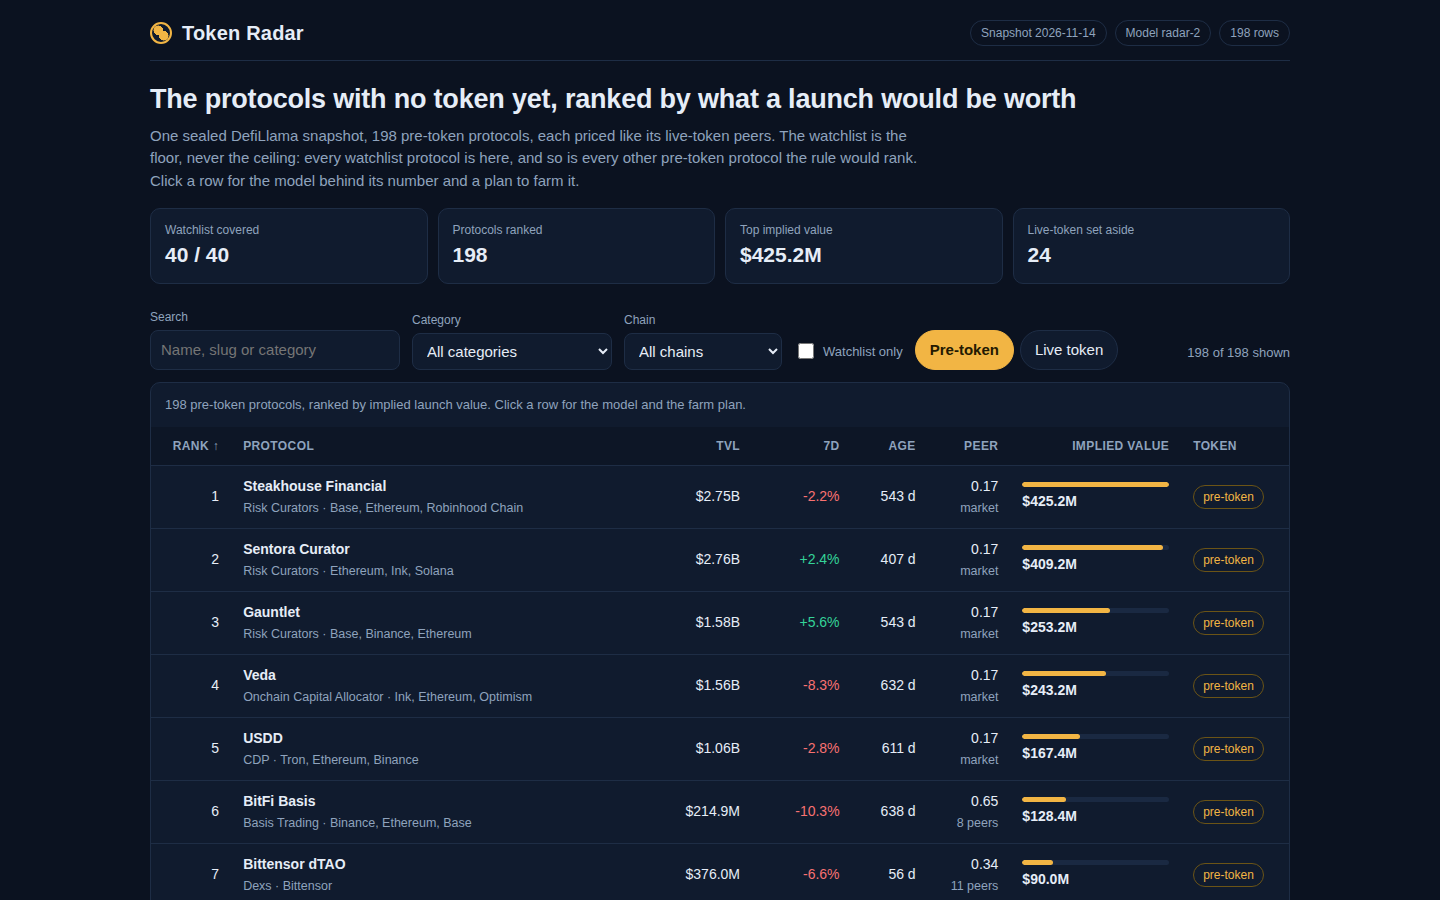 Token Radar
Snapshot 2026-11-14
Model radar-2
198 rows
The protocols with no token yet, ranked by what a launch would be worth
One sealed DefiLlama snapshot, 198 pre-token protocols, each priced like its live-token peers. The watchlist is the
floor, never the ceiling: every watchlist protocol is here, and so is every other pre-token protocol the rule would rank.
Click a row for the model behind its number and a plan to farm it.
Watchlist covered
40 / 40
Protocols ranked
198
Top implied value
$425.2M
Live-token set aside
24
Search
Name, slug or category
Category
All categories
Chain
All chains
Watchlist only
Pre-token
Live token
198 of 198 shown
198 pre-token protocols, ranked by implied launch value. Click a row for the model and the farm plan.
RANK ↑ PROTOCOL TVL 7D AGE PEER IMPLIED VALUE TOKEN
1 Steakhouse Financial $2.75B -2.2% 543 d 0.17 $425.2M pre-token
Risk Curators · Base, Ethereum, Robinhood Chain market
2 Sentora Curator $2.76B +2.4% 407 d 0.17 $409.2M pre-token
Risk Curators · Ethereum, Ink, Solana market
3 Gauntlet $1.58B +5.6% 543 d 0.17 $253.2M pre-token
Risk Curators · Base, Binance, Ethereum market
4 Veda $1.56B -8.3% 632 d 0.17 $243.2M pre-token
Onchain Capital Allocator · Ink, Ethereum, Optimism market
5 USDD $1.06B -2.8% 611 d 0.17 $167.4M pre-token
CDP · Tron, Ethereum, Binance market
6 BitFi Basis $214.9M -10.3% 638 d 0.65 $128.4M pre-token
Basis Trading · Binance, Ethereum, Base 8 peers
7 Bittensor dTAO $376.0M -6.6% 56 d 0.34 $90.0M pre-token
Dexs · Bittensor 11 peers